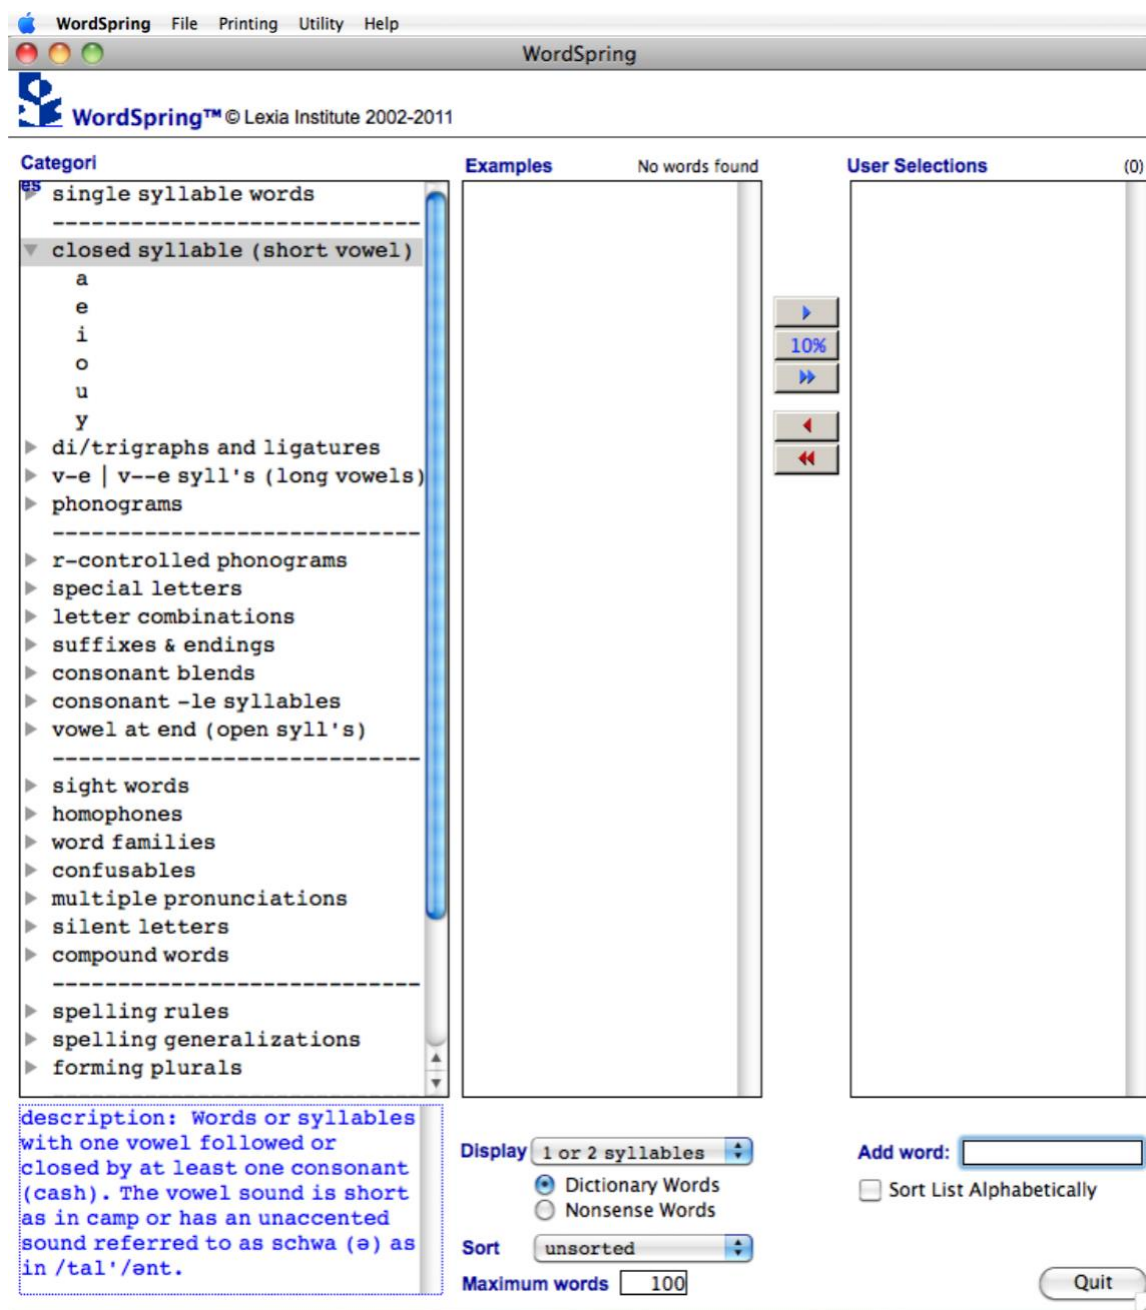 WordSpring File Printing Utility Help
WordSpring
WordSpring™ © Lexia Institute 2002-2011
Categori
es
single syllable words
----------------------------
closed syllable (short vowel)
a
e
i
o
u
y
di/trigraphs and ligatures
v-e | v--e syll's (long vowels)
phonograms
----------------------------
r-controlled phonograms
special letters
letter combinations
suffixes & endings
consonant blends
consonant -le syllables
vowel at end (open syll's)
----------------------------
sight words
homophones
word families
confusables
multiple pronunciations
silent letters
compound words
----------------------------
spelling rules
spelling generalizations
forming plurals
description: Words or syllables
with one vowel followed or
closed by at least one consonant
(cash). The vowel sound is short
as in camp or has an unaccented
sound referred to as schwa (ə) as
in /tal'/ənt.
Examples No words found
10%
Display 1 or 2 syllables
Dictionary Words
Nonsense Words
Sort unsorted
Maximum words 100
User Selections (0)
Add word:
Sort List Alphabetically
Quit